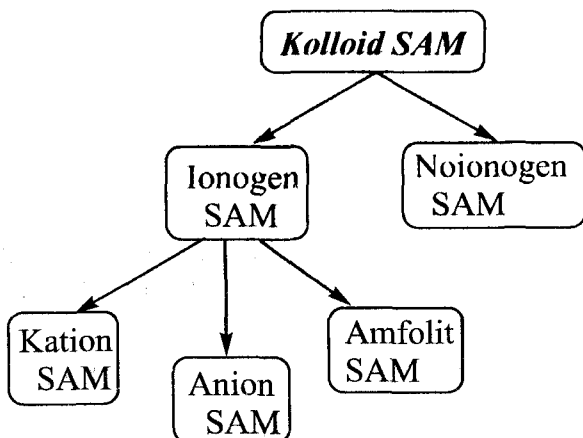 Kolloid SAM
Ionogen
SAM
Noionogen
SAM
Kation
SAM
Anion
SAM
Amfolit
SAM